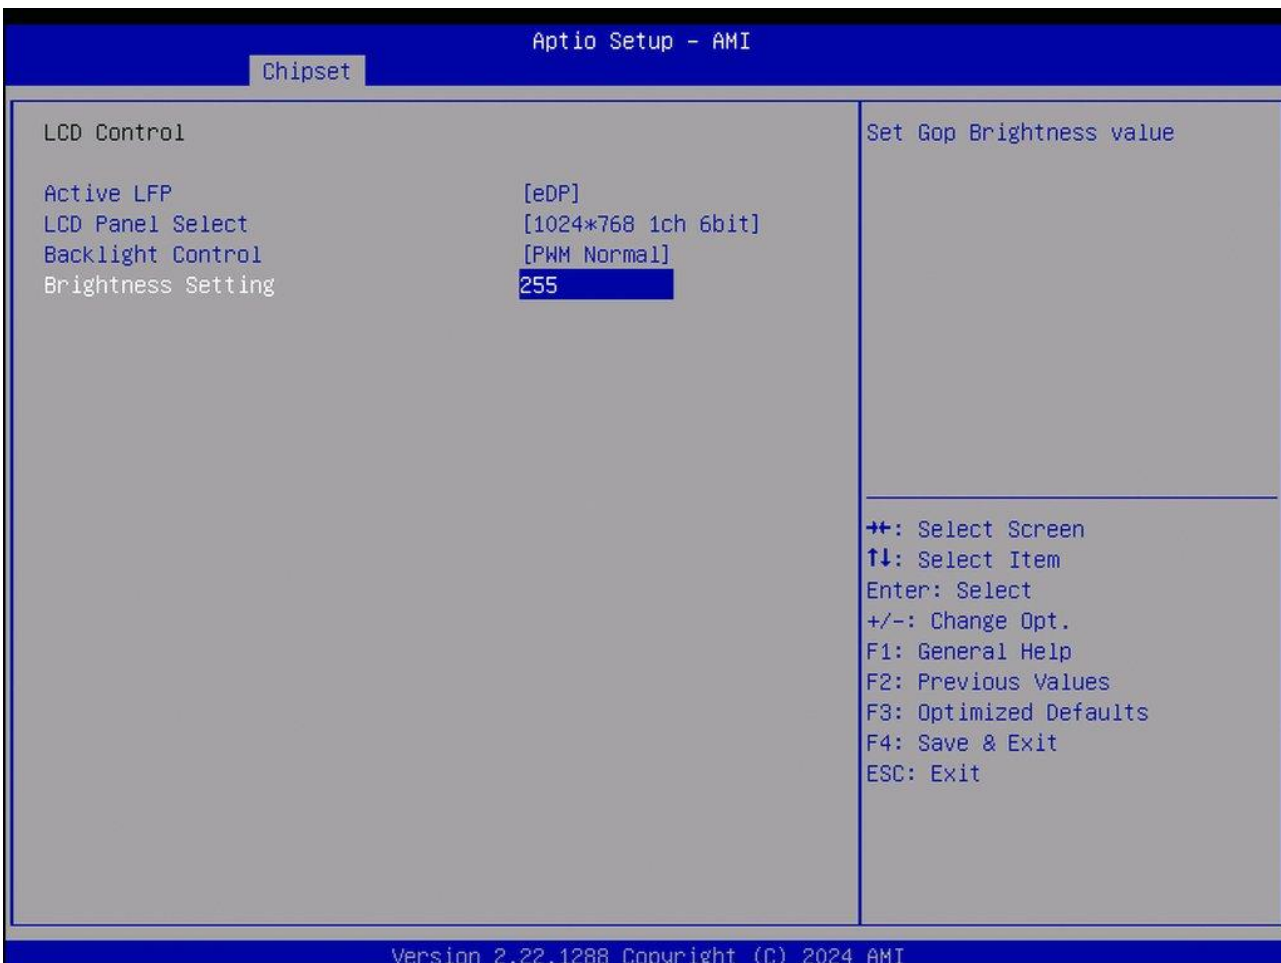 Aptio Setup - AMI
Chipset
LCD Control
Active LFP [eDP]
LCD Panel Select [1024*768 1ch 6bit]
Backlight Control [PWM Normal]
Brightness Setting 255
Set Gop Brightness value
→←: Select Screen
↑↓: Select Item
Enter: Select
+/-: Change Opt.
F1: General Help
F2: Previous Values
F3: Optimized Defaults
F4: Save & Exit
ESC: Exit
Version 2.22.1288 Copyright (C) 2024 AMI